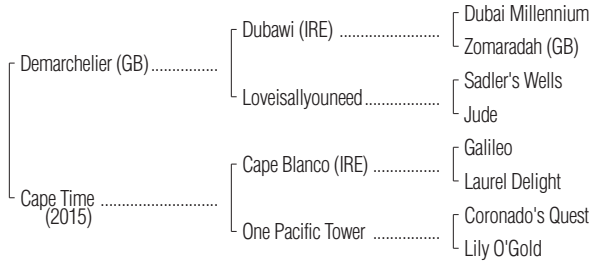 Dubai Millennium
Dubawi (IRE) ..................
Zomaradah (GB)
Demarchelier (GB)................
Sadler's Wells
Loveisallyouneed..................
Jude
Galileo
Cape Blanco (IRE) ................
Laurel Delight
Cape Time ............................
(2015)
Coronado's Quest
One Pacific Tower ................
Lily O'Gold